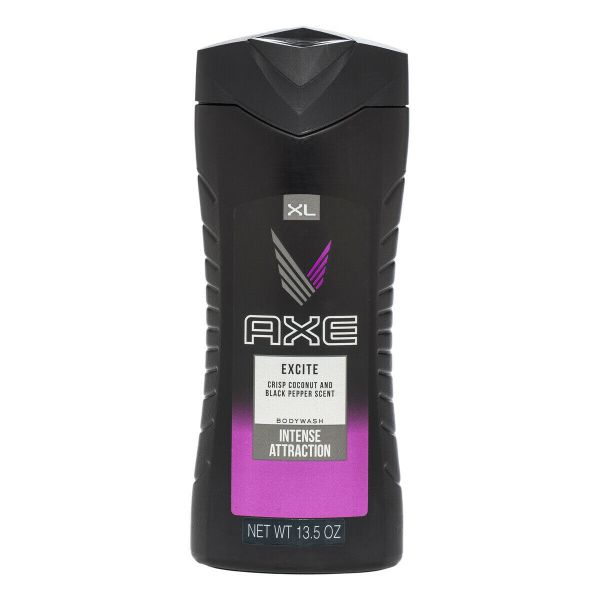 XL
AXE
EXCITE
CRISP COCONUT AND
BLACK PEPPER SCENT
BODYWASH
INTENSE
ATTRACTION
NET WT 13.5 OZ